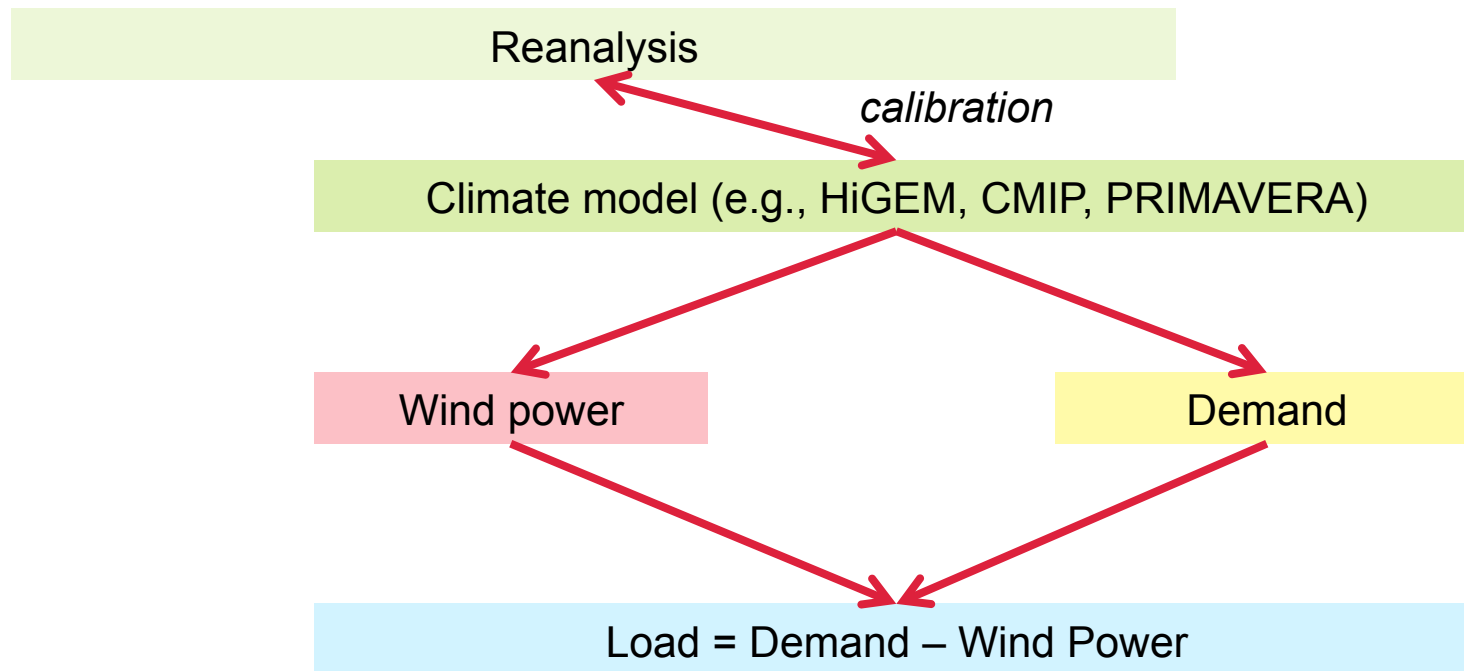 Reanalysis
calibration
Climate model (e.g., HiGEM, CMIP, PRIMAVERA)
Wind power
Demand
Load = Demand – Wind Power